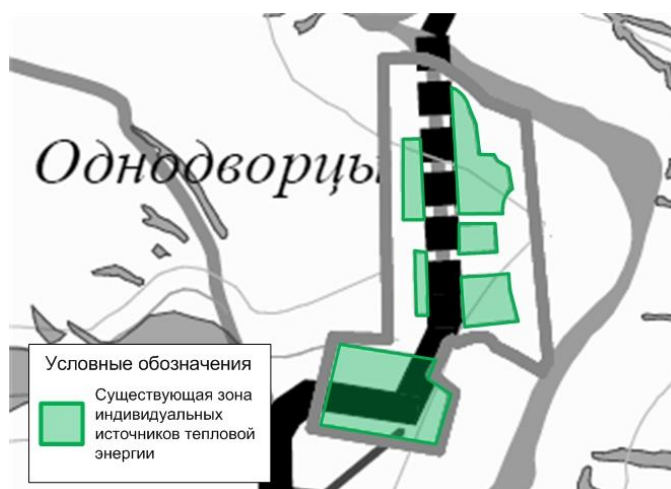 Однодворцы
Условные обозначения
Существующая зона
индивидуальных
источников тепловой
энергии